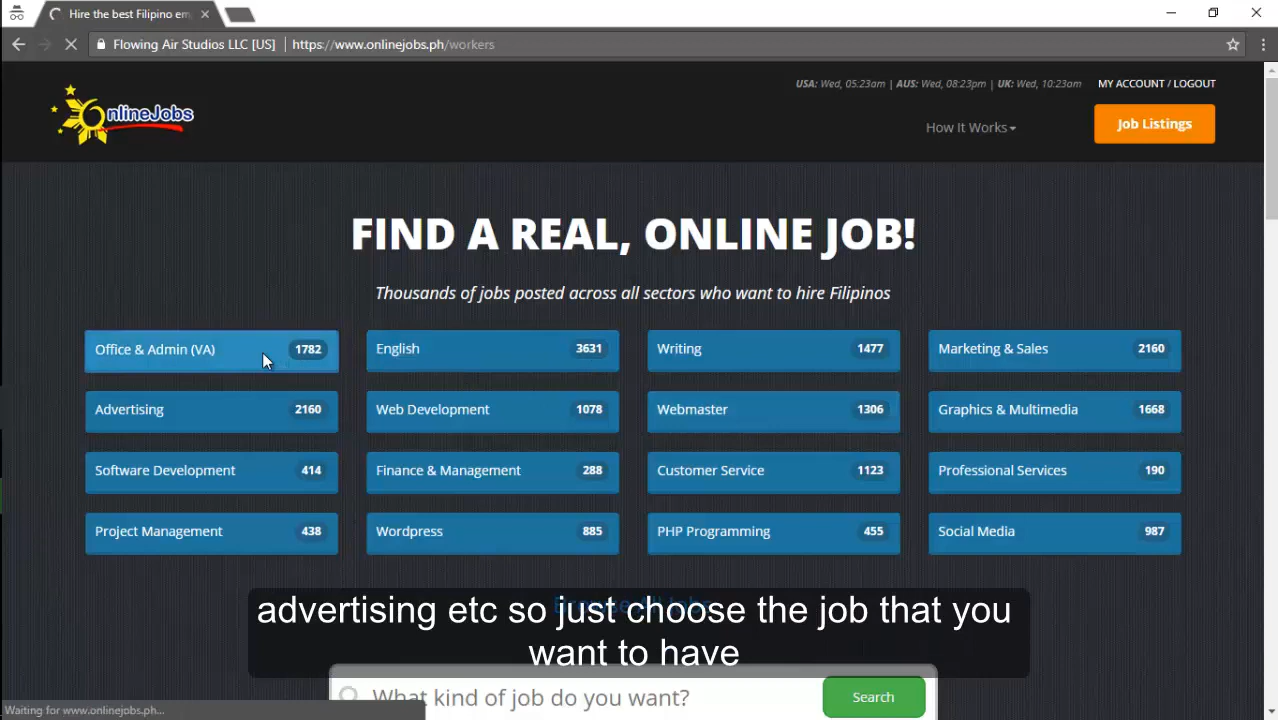 Hire the best Filipino em
Flowing Air Studios LLC [US] https://www.onlinejobs.ph/workers
USA: Wed, 05:23am | AUS: Wed, 08:23pm | UK: Wed, 10:23am MY ACCOUNT / LOGOUT
OnlineJobs
How It Works
Job Listings
FIND A REAL, ONLINE JOB!
Thousands of jobs posted across all sectors who want to hire Filipinos
Office & Admin (VA) 1782 English 3631 Writing 1477 Marketing & Sales 2160
Advertising 2160 Web Development 1078 Webmaster 1306 Graphics & Multimedia 1668
Software Development 414 Finance & Management 288 Customer Service 1123 Professional Services 190
Project Management 438 Wordpress 885 PHP Programming 455 Social Media 987
advertising etc so just choose the job that you
want to have
What kind of job do you want? Search
Waiting for www.onlinejobs.ph...